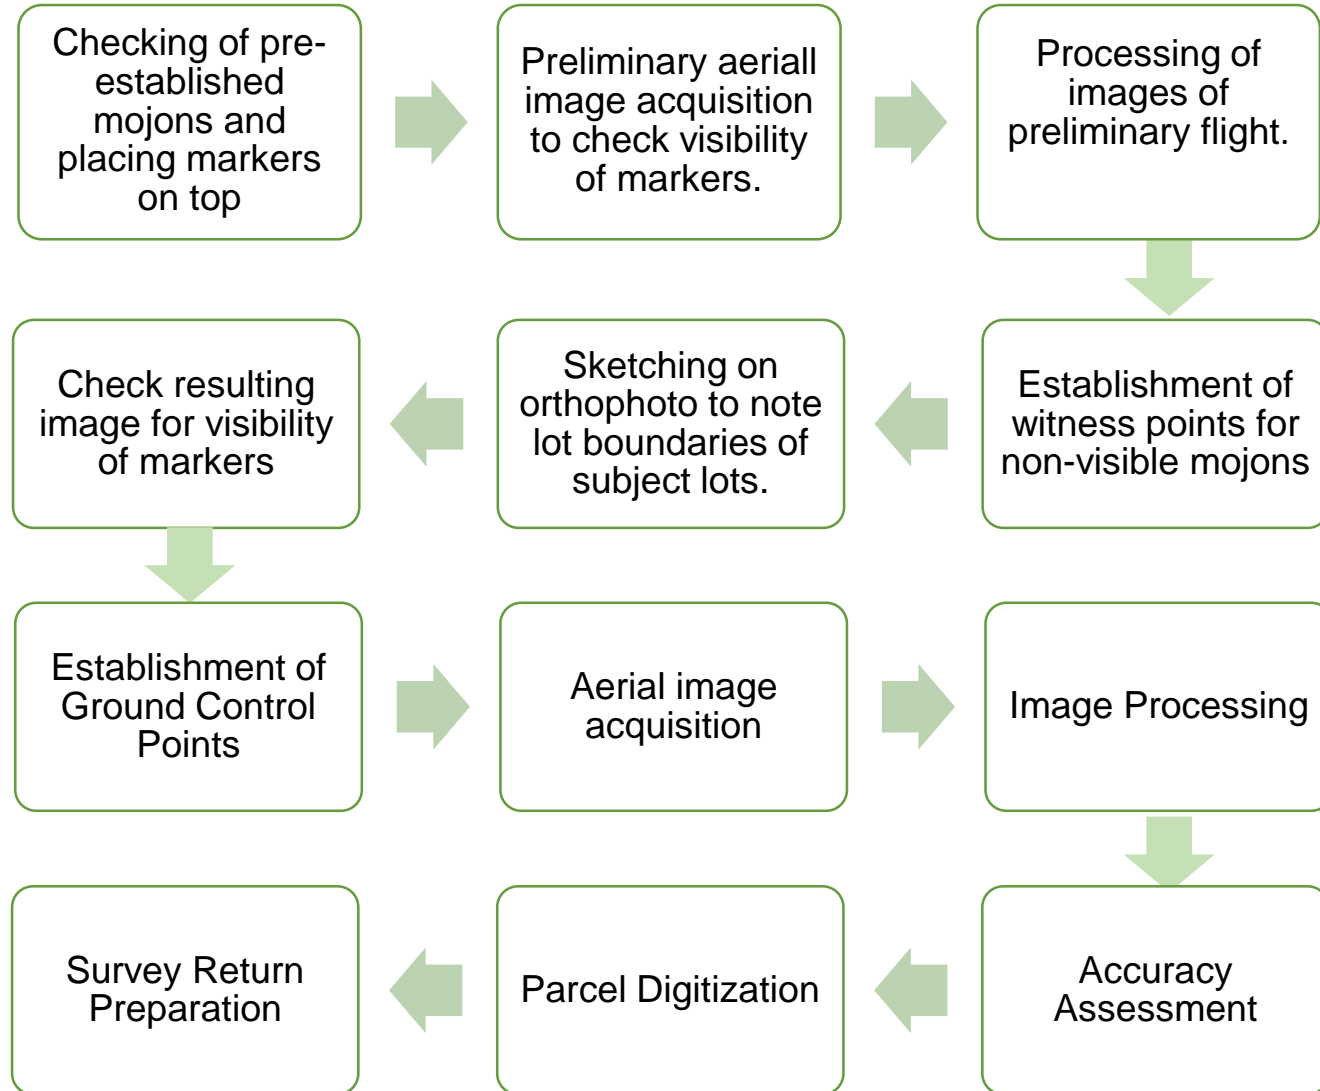 Checking of pre-
established
mojons and
placing markers
on top
Preliminary aeriall
image acquisition
to check visibility
of markers.
Processing of
images of
preliminary flight.
Establishment of
witness points for
non-visible mojons
Sketching on
orthophoto to note
lot boundaries of
subject lots.
Check resulting
image for visibility
of markers
Establishment of
Ground Control
Points
Aerial image
acquisition
Image Processing
Accuracy
Assessment
Parcel Digitization
Survey Return
Preparation